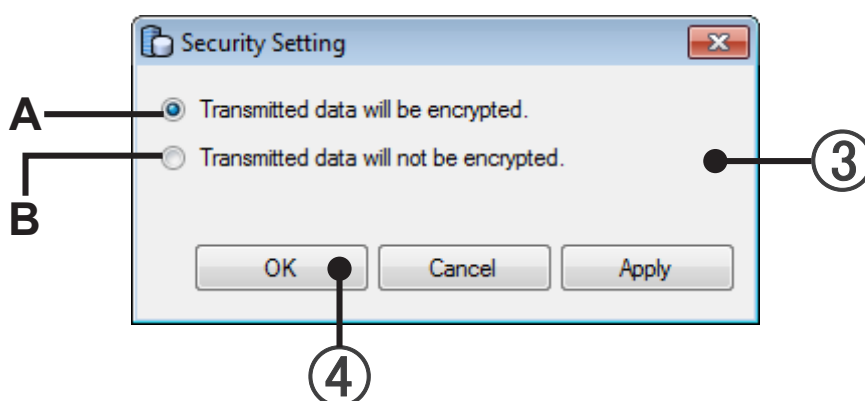 Security Setting
A
Transmitted data will be encrypted.
B
Transmitted data will not be encrypted.
③
OK
Cancel
Apply
④